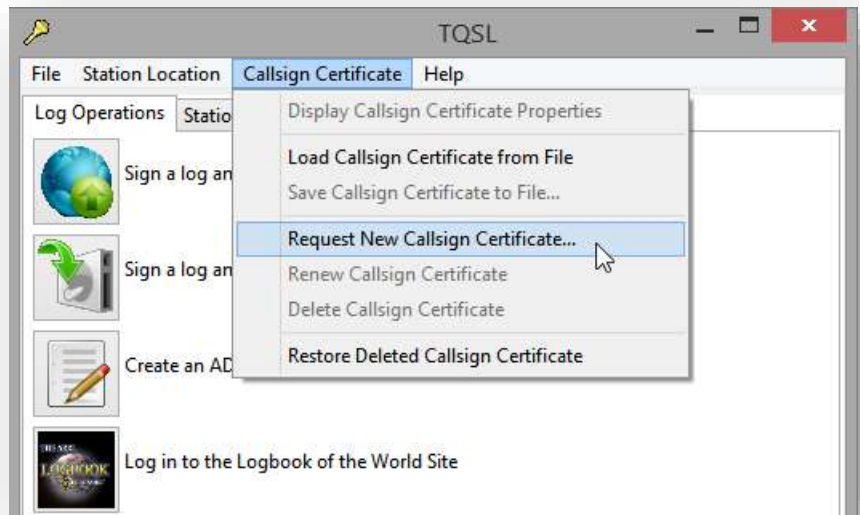 TQSL
File Station Location Callsign Certificate Help
Log Operations Statio
Display Callsign Certificate Properties
Load Callsign Certificate from File
Save Callsign Certificate to File...
Request New Callsign Certificate...
Renew Callsign Certificate
Delete Callsign Certificate
Restore Deleted Callsign Certificate
Sign a log an
Sign a log an
Create an AD
LOGBOOK
Log in to the Logbook of the World Site